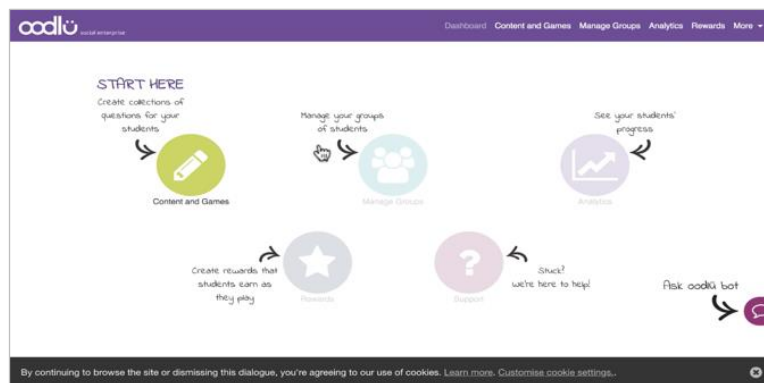 oodlü social enterprise
Dashboard Content and Games Manage Groups Analytics Rewards More
START HERE
Create collections of
questions for your
students
Content and Games
Manage your groups
of students
Manage Groups
See your students'
progress
Analytics
Create rewards that
students earn as
they play
Rewards
Stuck?
we're here to help!
Support
Ask oodlü bot
By continuing to browse the site or dismissing this dialogue, you're agreeing to our use of cookies. Learn more. Customise cookie settings..